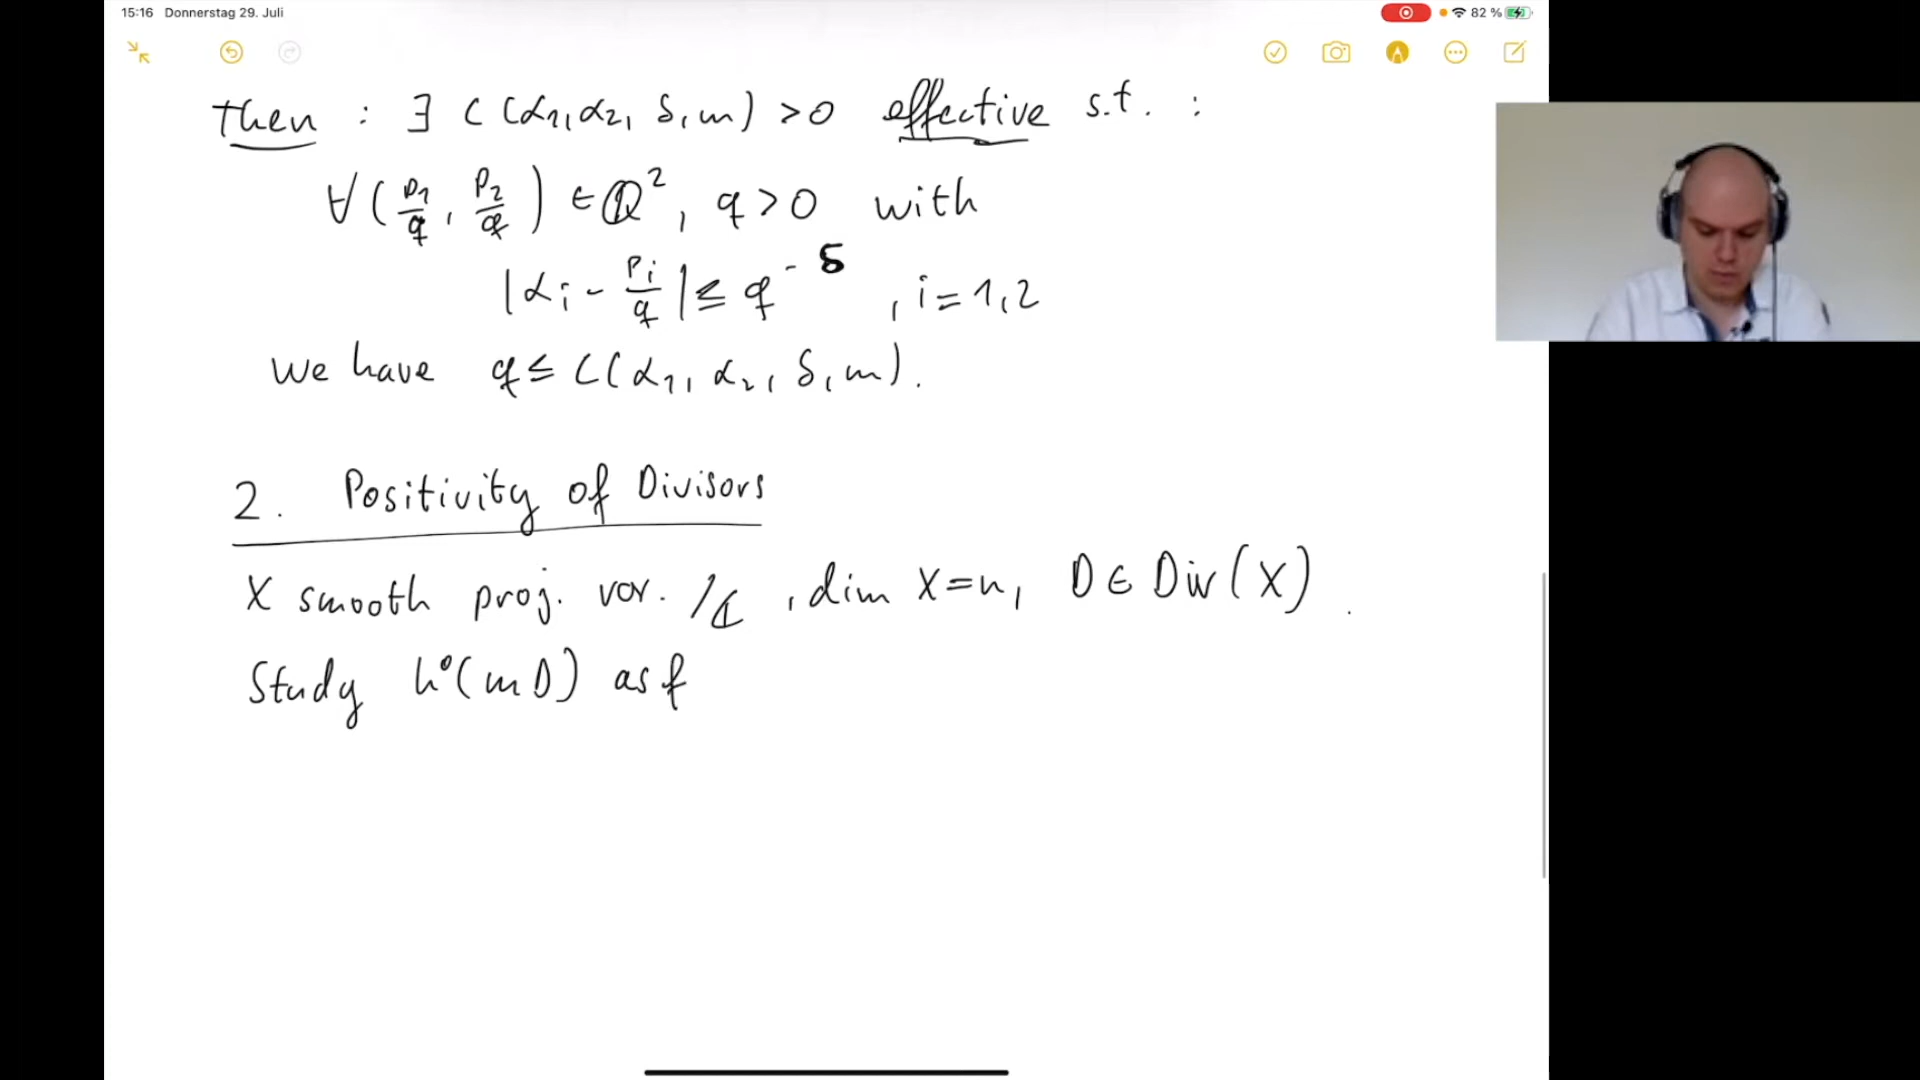 15:16 Donnerstag 29. Juli
82 %
Then : ∃ C(α₁, α₂, δ, m) > 0 effective s.t. :
∀ (p₁/q, p₂/q) ∈ ℚ², q > 0 with
|αᵢ - pᵢ/q| ≤ q^{-δ}, i = 1, 2
We have q ≤ C(α₁, α₂, δ, m).
2. Positivity of Divisors
X smooth proj. var. /ℂ, dim X = n, D ∈ Div(X).
Study h⁰(mD) as f